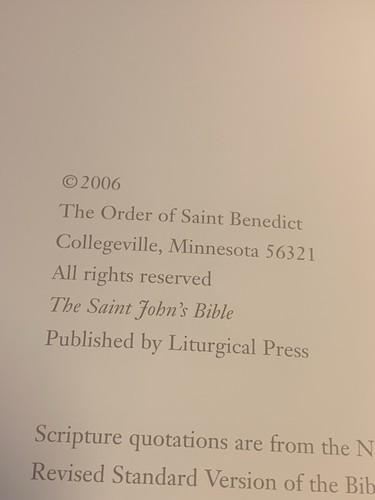 ©2006
The Order of Saint Benedict
Collegeville, Minnesota 56321
All rights reserved
The Saint John's Bible
Published by Liturgical Press
Scripture quotations are from the N
Revised Standard Version of the Bib